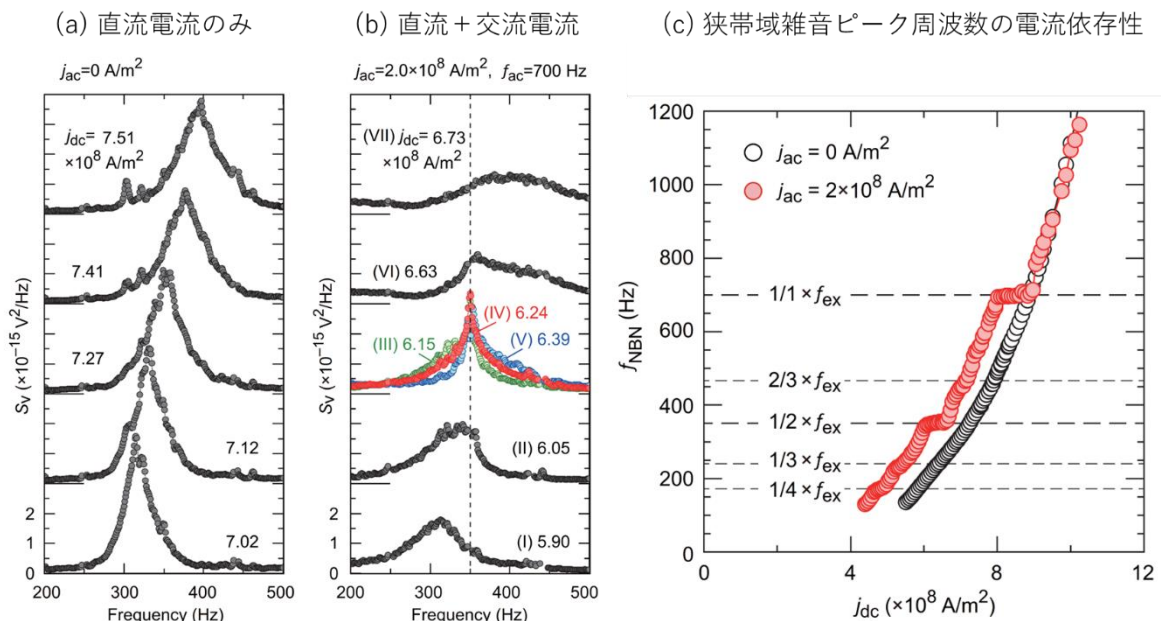 (a) 直流電流のみ
(b) 直流＋交流電流
(c) 狭帯域雑音ピーク周波数の電流依存性
jac=0 A/m²
jdc= 7.51
×10⁸ A/m²
7.41
7.27
7.12
7.02
SV (×10⁻¹⁵ V²/Hz)
2
1
0
200
300
400
500
Frequency (Hz)
jac=2.0×10⁸ A/m², fac=700 Hz
(VII) jdc= 6.73
×10⁸ A/m²
(VI) 6.63
(IV) 6.24
(III) 6.15
(V) 6.39
(II) 6.05
(I) 5.90
SV (×10⁻¹⁵ V²/Hz)
2
1
0
200
300
400
500
Frequency (Hz)
jac = 0 A/m²
jac = 2×10⁸ A/m²
1/1 × fex
2/3 × fex
1/2 × fex
1/3 × fex
1/4 × fex
fNBN (Hz)
1200
1000
800
600
400
200
0
0
4
8
12
jdc (×10⁸ A/m²)